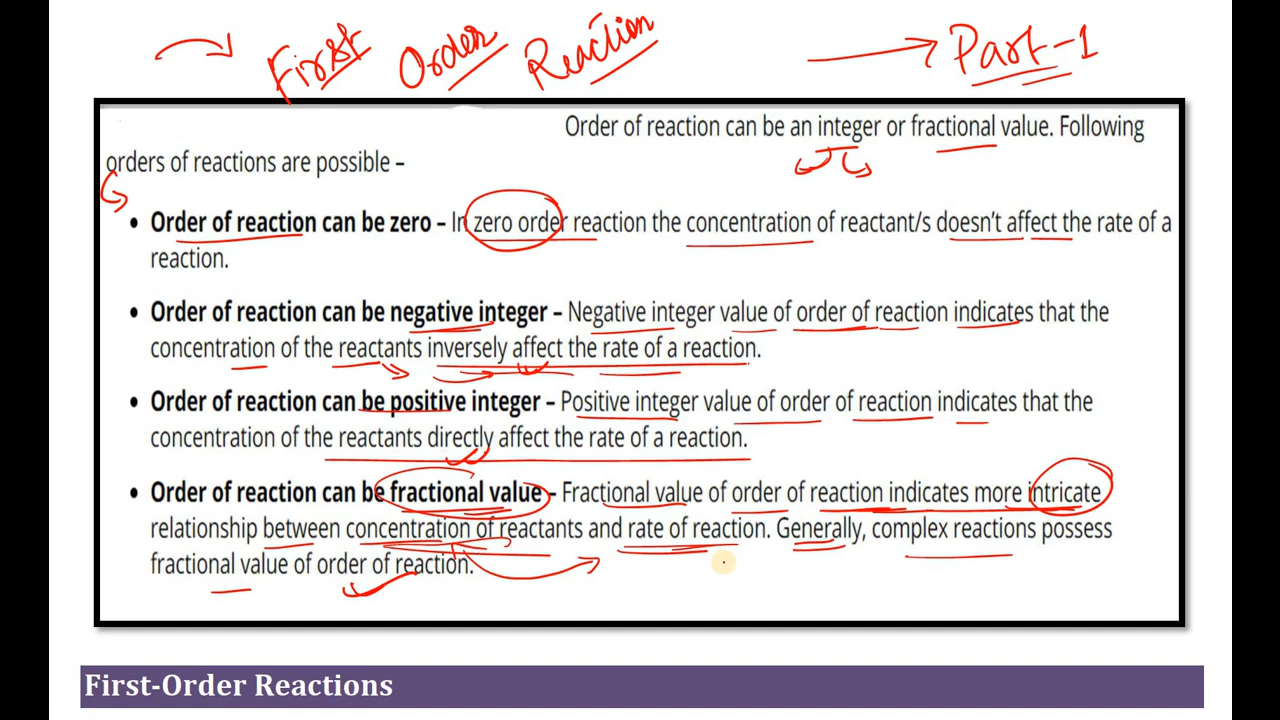 First Order Reaction Part-1
Order of reaction can be an integer or fractional value. Following
orders of reactions are possible –
• Order of reaction can be zero – In zero order reaction the concentration of reactant/s doesn't affect the rate of a
reaction.
• Order of reaction can be negative integer – Negative integer value of order of reaction indicates that the
concentration of the reactants inversely affect the rate of a reaction.
• Order of reaction can be positive integer – Positive integer value of order of reaction indicates that the
concentration of the reactants directly affect the rate of a reaction.
• Order of reaction can be fractional value – Fractional value of order of reaction indicates more intricate
relationship between concentration of reactants and rate of reaction. Generally, complex reactions possess
fractional value of order of reaction.
First-Order Reactions